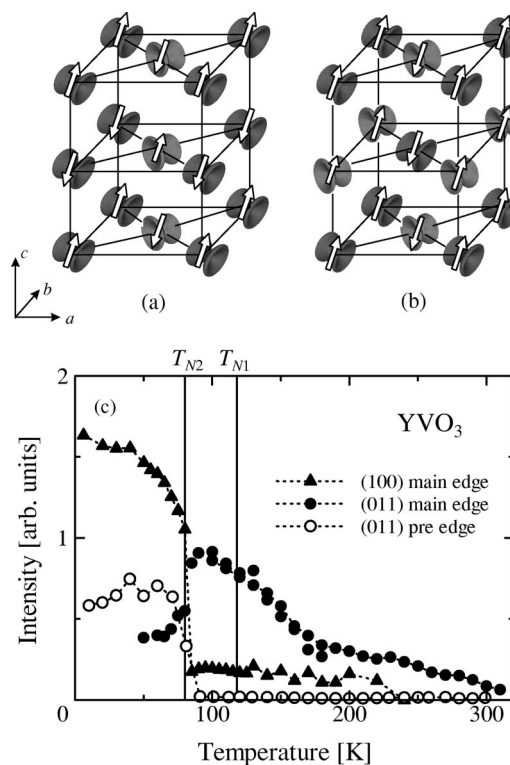 c
b
a
(a)
(b)
T_{N2} T_{N1}
2
(c)
YVO₃
(100) main edge
(011) main edge
(011) pre edge
1
Intensity [arb. units]
0 100 200 300
Temperature [K]